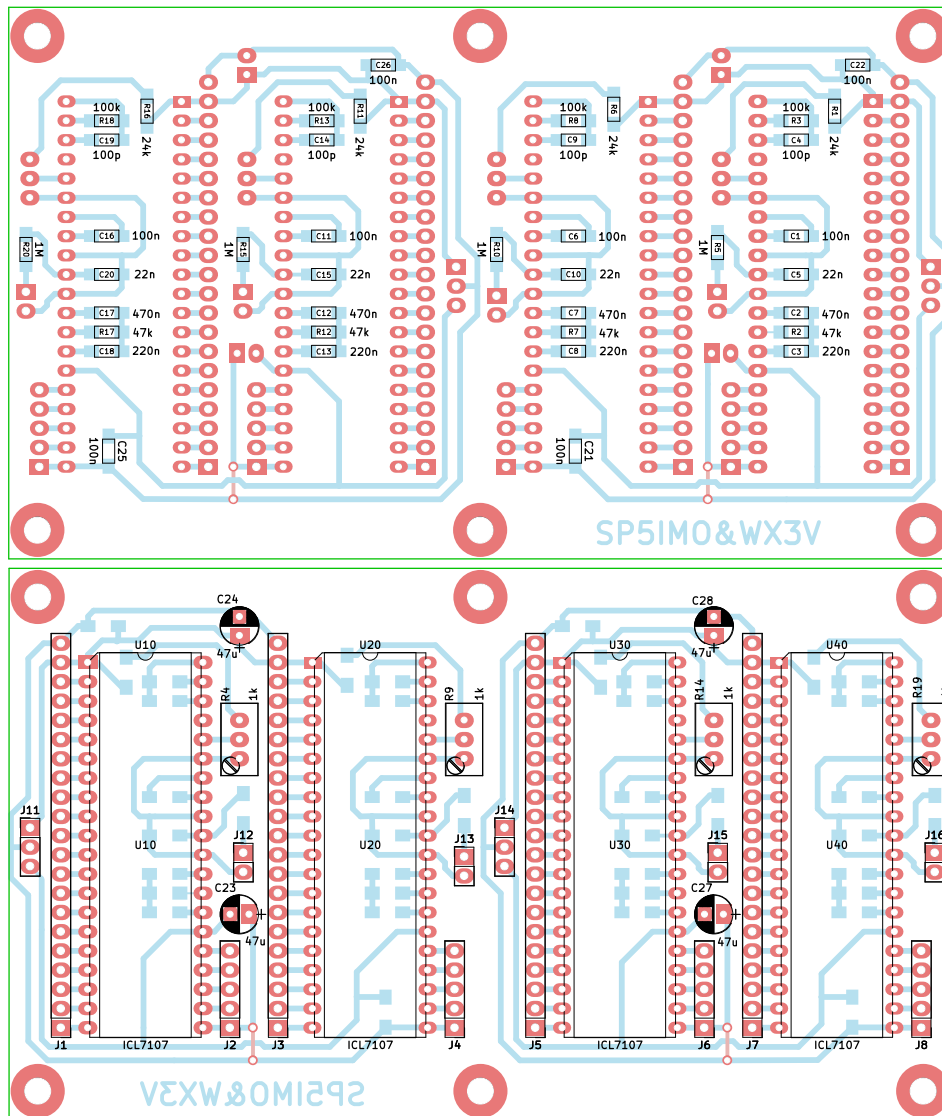 C26 C22
100n 100n
100k R16 100k R11 100k R6 100k R1
R18 R13 R8 R3
C19 24k C14 24k C9 24k C4 24k
100p 100p 100p 100p
R20 1M C16 100n R15 1M C11 100n R10 1M C6 100n R5 1M C1 100n
C20 22n C15 22n C10 22n C5 22n
C17 470n C12 470n C7 470n C2 470n
R17 47k R12 47k R7 47k R2 47k
C18 220n C13 220n C8 220n C3 220n
100n C25 100n C21
SP5IMO&WX3V
C24 C28
U10 47u + U20 U30 47u + U40
R4 1k R9 1k R14 1k R19
J11 J14
U10 J12 U20 J13 U30 J15 U40 J16
C23 C27
+ +
47u 47u
J1 ICL7107 J2 J3 ICL7107 J4 J5 ICL7107 J6 J7 ICL7107 J8
SP5IMO&WX3V